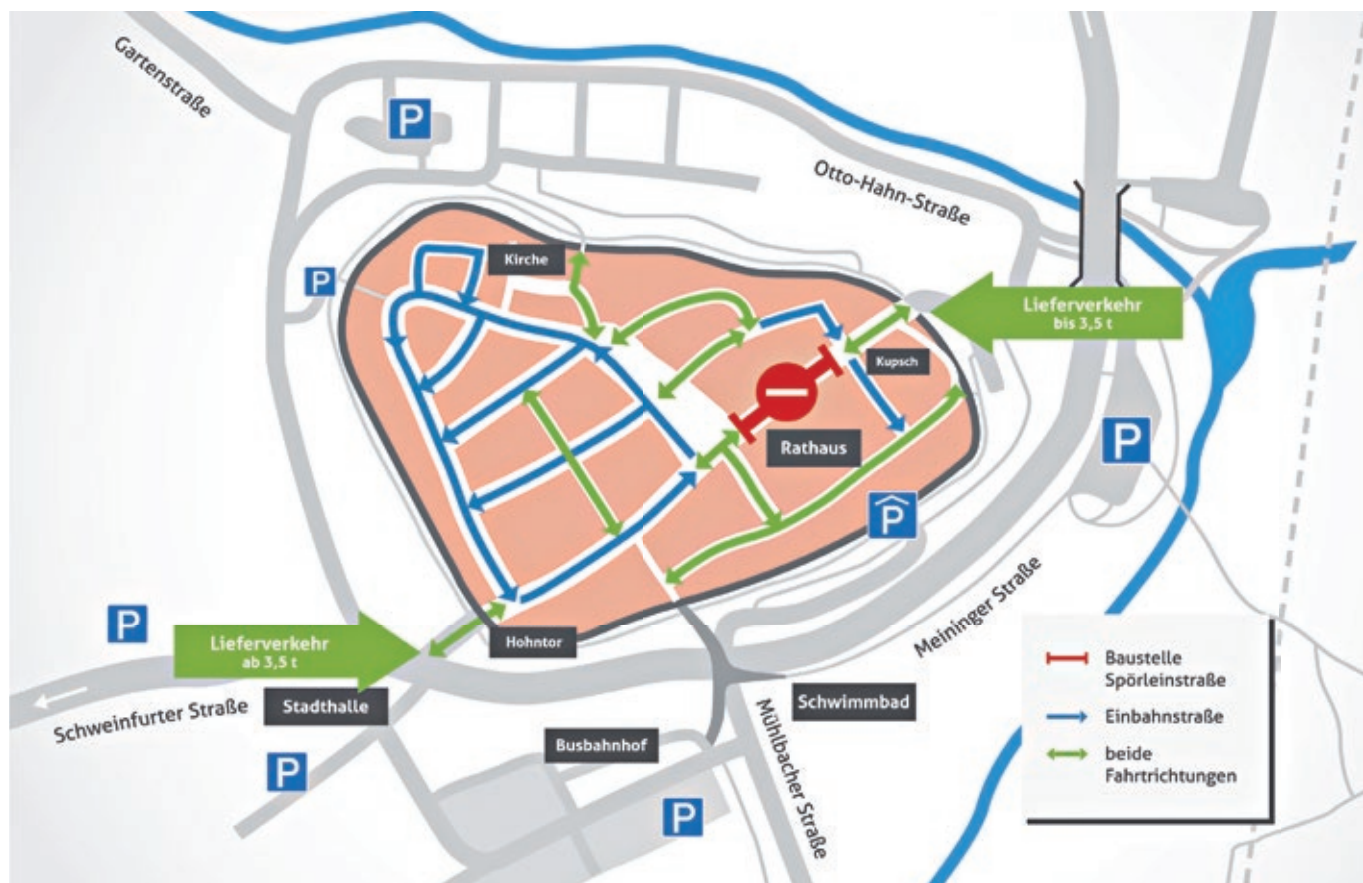 Gartenstraße
P
Otto-Hahn-Straße
P
Kirche
Lieferverkehr
bis 3,5 t
Kupsch
Rathaus
P
P
Meininger Straße
P
Lieferverkehr
ab 3,5 t
Hohntor
Schweinfurter Straße
Stadthalle
Schwimmbad
Busbahnhof
Mühlbacher Straße
P
P
Baustelle
Spörleinstraße
Einbahnstraße
beide
Fahrtrichtungen